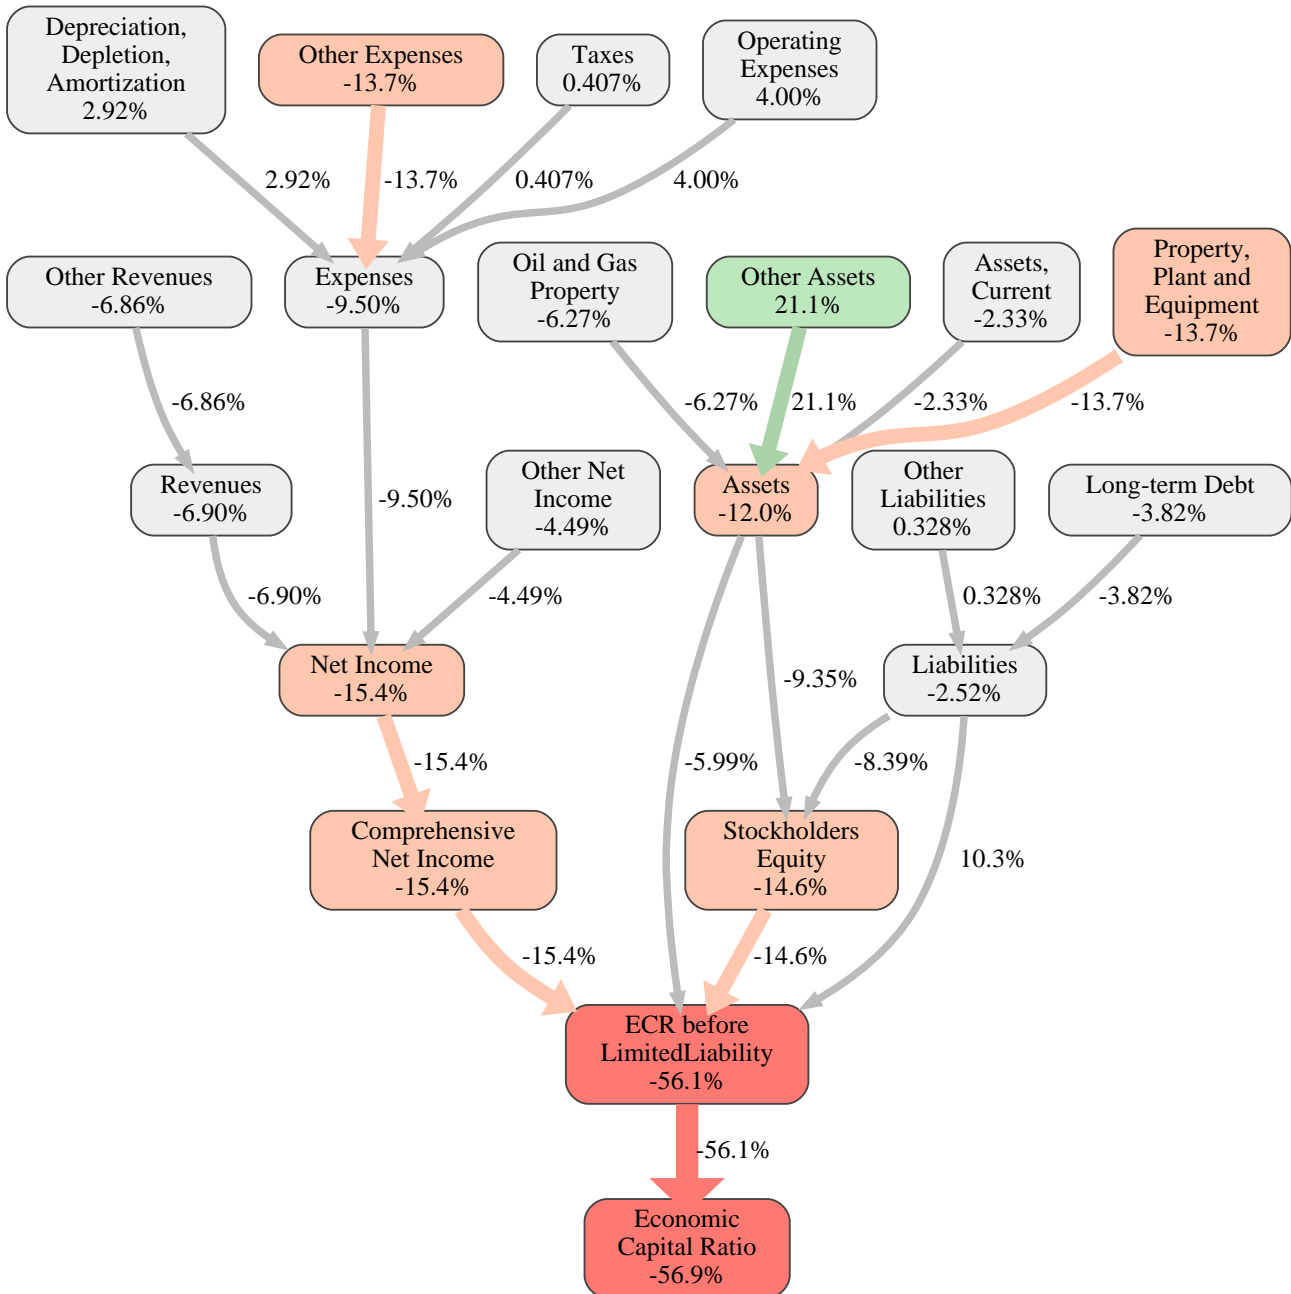 Depreciation,
Depletion,
Amortization
2.92%
Other Expenses
-13.7%
Taxes
0.407%
Operating
Expenses
4.00%
2.92%
-13.7%
0.407%
4.00%
Other Revenues
-6.86%
Expenses
-9.50%
Oil and Gas
Property
-6.27%
Other Assets
21.1%
Assets,
Current
-2.33%
Property,
Plant and
Equipment
-13.7%
-6.86%
-6.27%
21.1%
-2.33%
-13.7%
Revenues
-6.90%
-9.50%
Other Net
Income
-4.49%
Assets
-12.0%
Other
Liabilities
0.328%
Long-term Debt
-3.82%
-6.90%
-4.49%
0.328%
-3.82%
Net Income
-15.4%
-9.35%
Liabilities
-2.52%
-15.4%
-5.99%
-8.39%
Comprehensive
Net Income
-15.4%
Stockholders
Equity
-14.6%
10.3%
-15.4%
-14.6%
ECR before
LimitedLiability
-56.1%
-56.1%
Economic
Capital Ratio
-56.9%